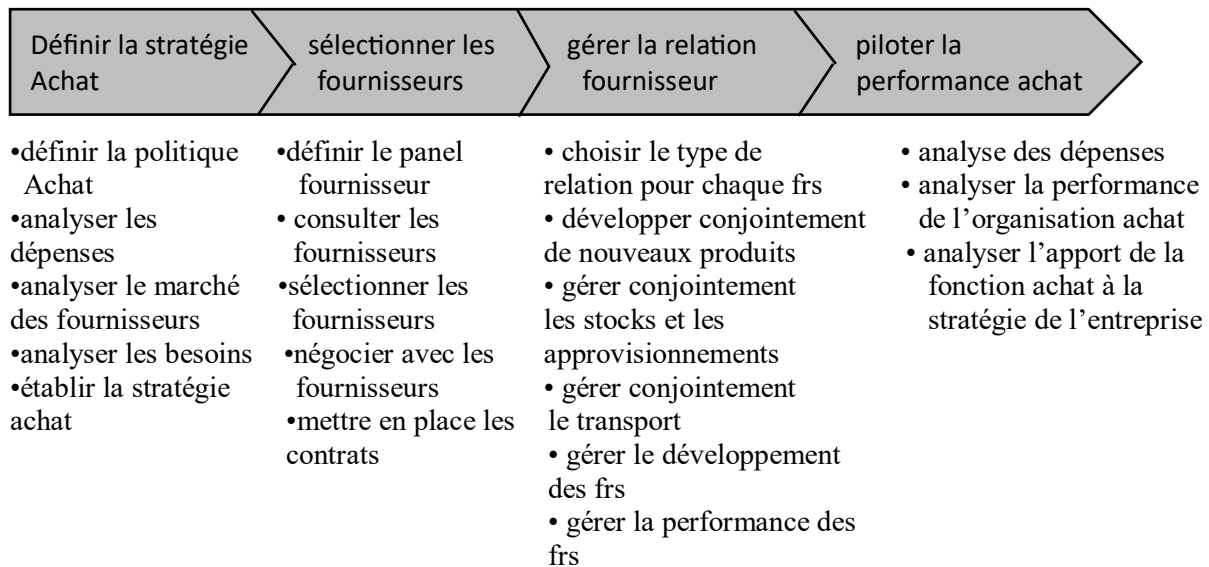 Définir la stratégie
Achat
sélectionner les
fournisseurs
gérer la relation
fournisseur
piloter la
performance achat
•définir la politique
Achat
•analyser les
dépenses
•analyser le marché
des fournisseurs
•analyser les besoins
•établir la stratégie
achat
•définir le panel
fournisseur
• consulter les
fournisseurs
•sélectionner les
fournisseurs
•négocier avec les
fournisseurs
•mettre en place les
contrats
• choisir le type de
relation pour chaque frs
• développer conjointement
de nouveaux produits
• gérer conjointement
les stocks et les
approvisionnements
• gérer conjointement
le transport
• gérer le développement
des frs
• gérer la performance des
frs
• analyse des dépenses
• analyser la performance
de l’organisation achat
• analyser l’apport de la
fonction achat à la
stratégie de l’entreprise